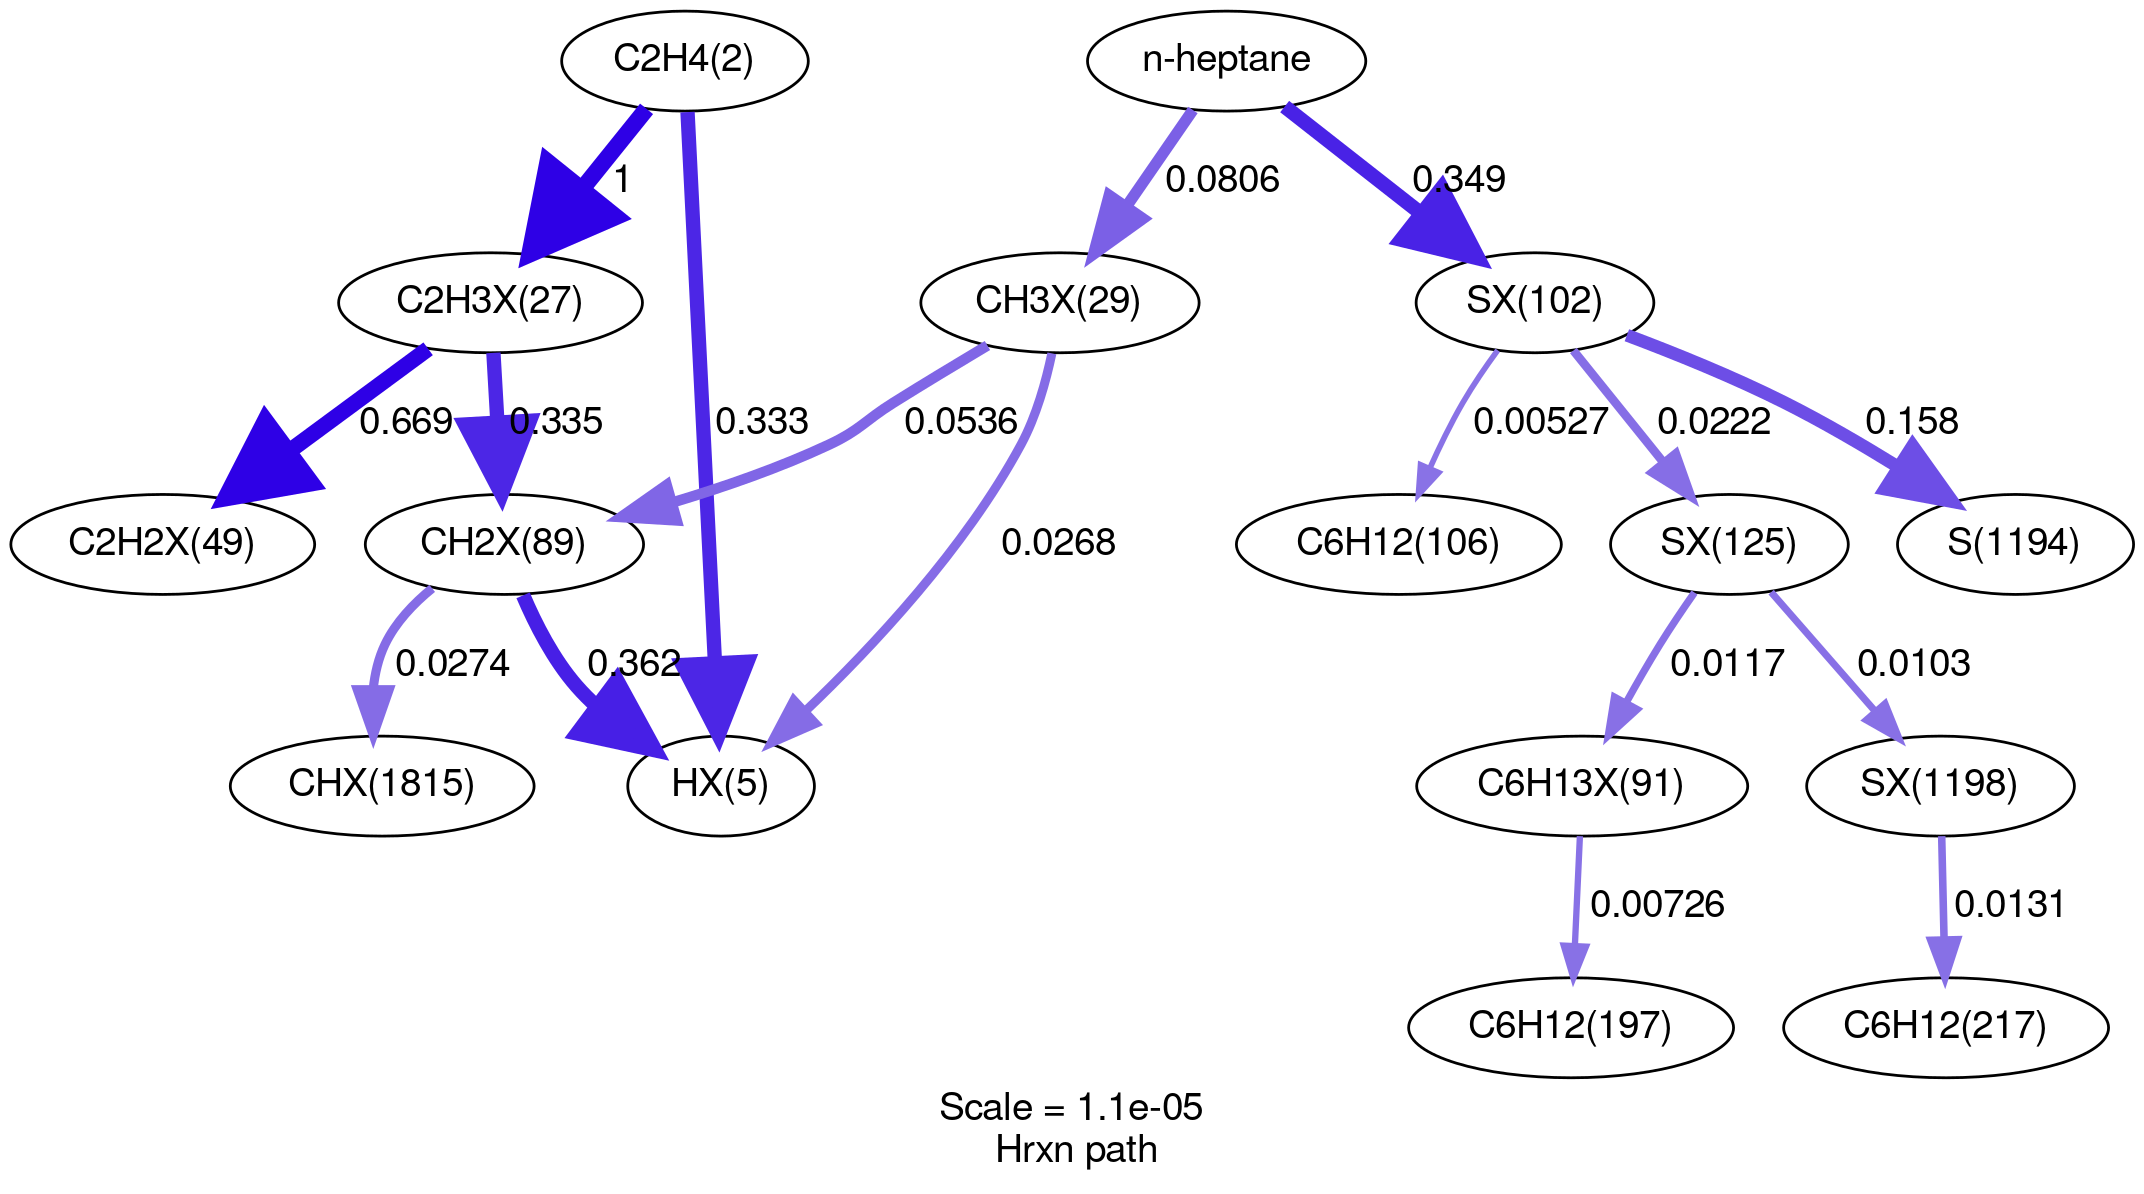 C2H4(2)
n-heptane
1
0.0806
0.349
C2H3X(27)
CH3X(29)
SX(102)
0.669
0.335
0.333
0.0536
0.00527
0.0222
0.158
C2H2X(49)
CH2X(89)
0.0268
C6H12(106)
SX(125)
S(1194)
0.0274
0.362
0.0117
0.0103
CHX(1815)
HX(5)
C6H13X(91)
SX(1198)
0.00726
0.0131
C6H12(197)
C6H12(217)
Scale = 1.1e-05
Hrxn path